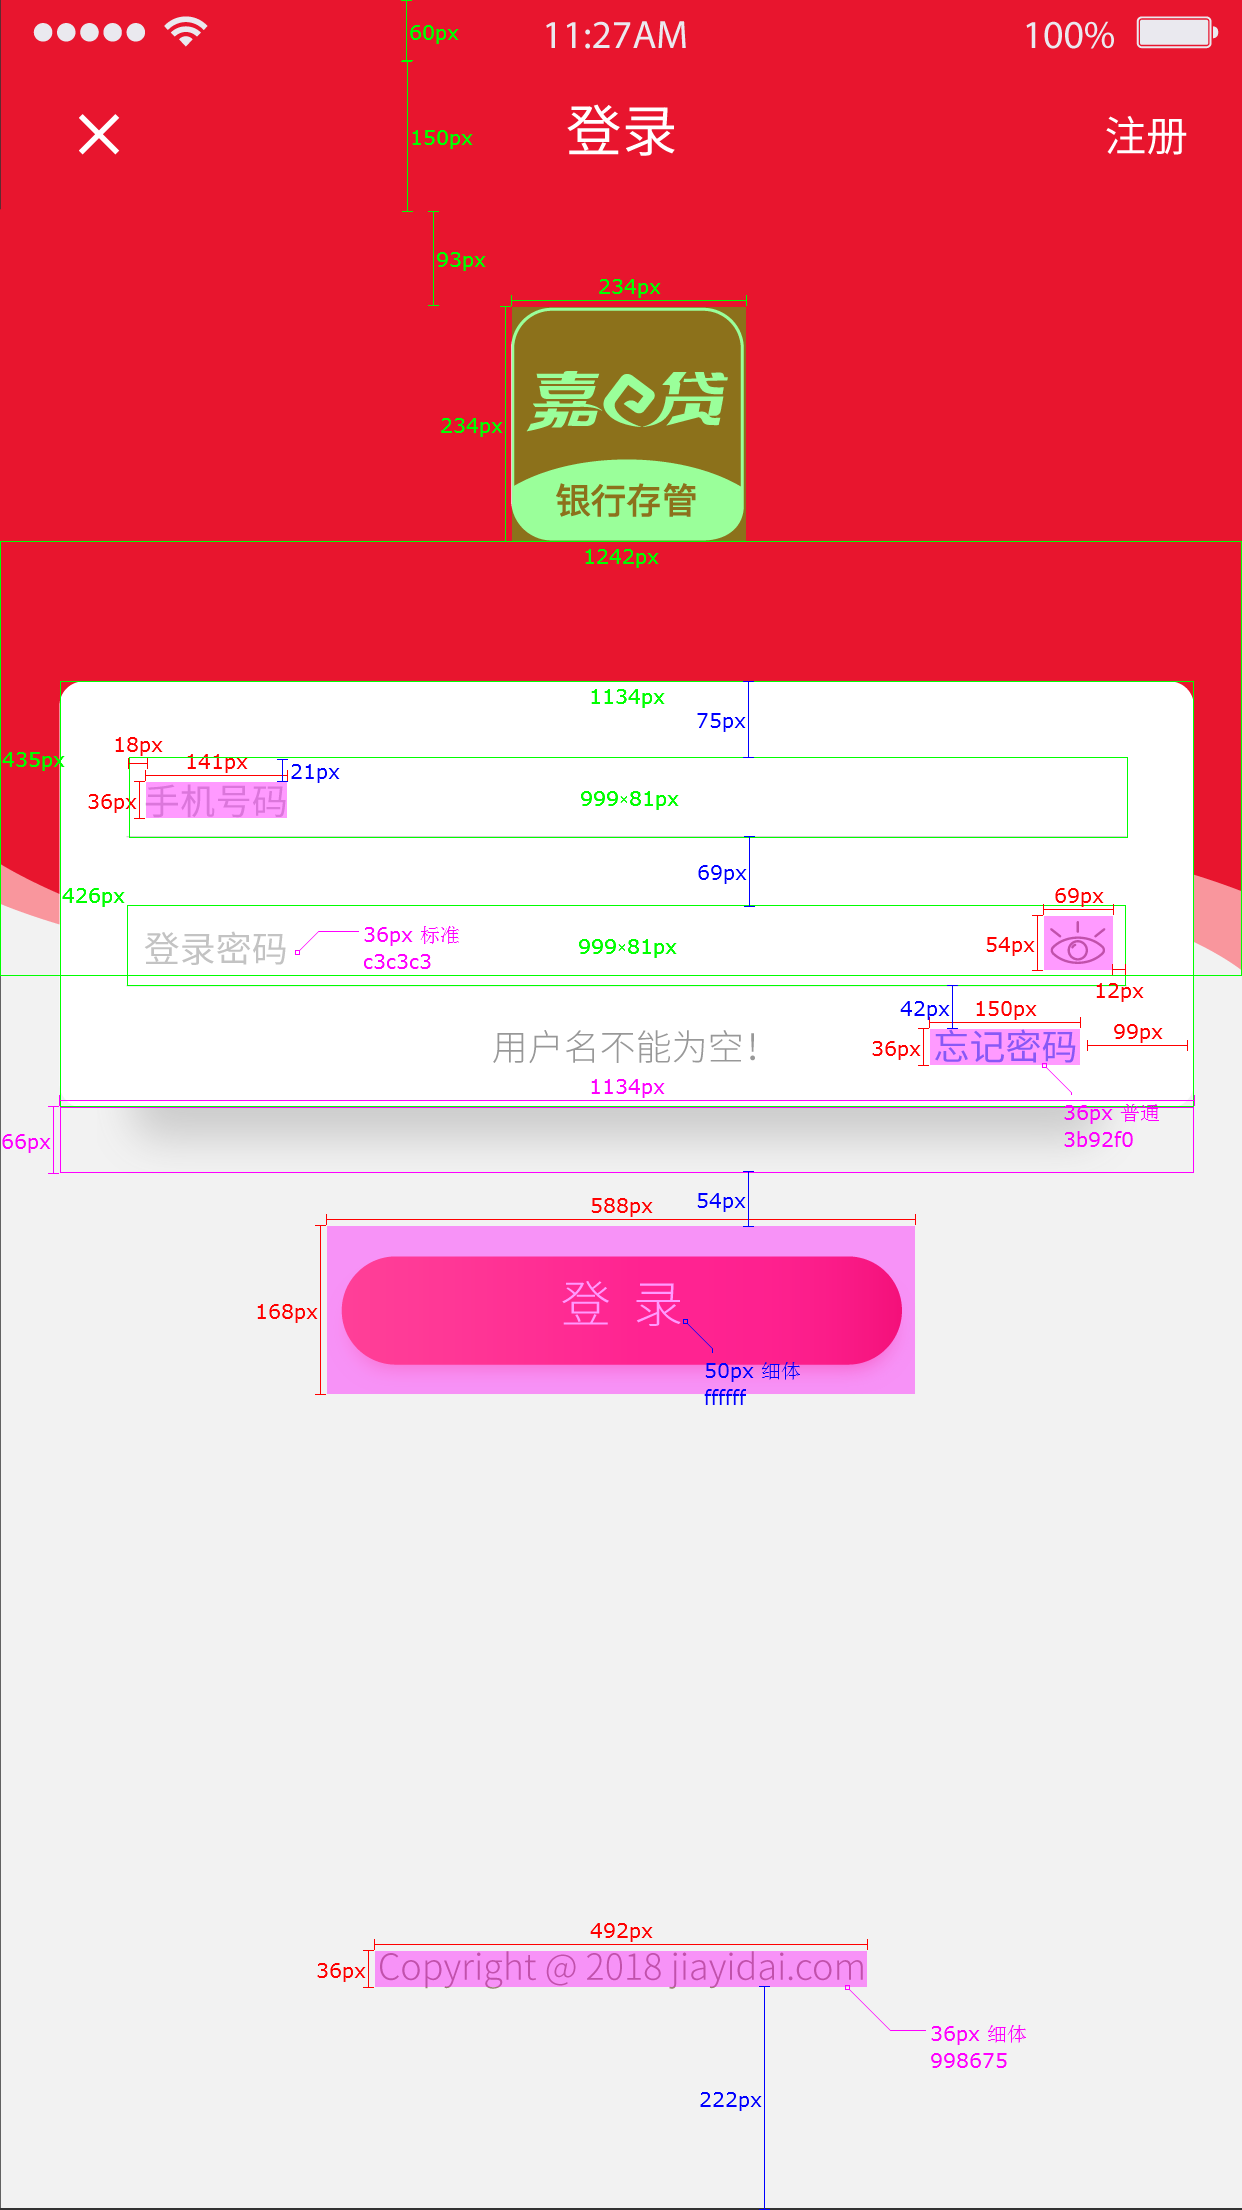 60px
11:27AM
100%
150px
登录
注册
93px
234px
234px
嘉e贷
银行存管
1242px
1134px
75px
435px
18px
141px
21px
36px
手机号码
999×81px
69px
426px
69px
登录密码
36px 标准
c3c3c3
999×81px
54px
12px
42px
150px
99px
用户名不能为空!
36px
忘记密码
1134px
36px 普通
3b92f0
66px
588px
54px
168px
登 录
50px 细体
ffffff
492px
36px
Copyright @ 2018 jiayidai.com
36px 细体
998675
222px